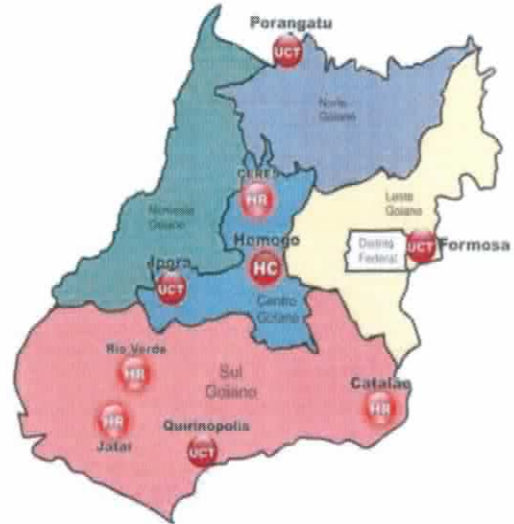 Porangatu
UCT
Norte
Goiano
CERES
HR
Noroeste
Goiano
Leste
Goiano
Hemogo
HC
Distrito
Federal
UCT
Formosa
Iporá
UCT
Centro
Goiano
Rio Verde
HR
Sul
Goiano
Catalão
HR
HR
Jataí
Quirinópolis
UCT